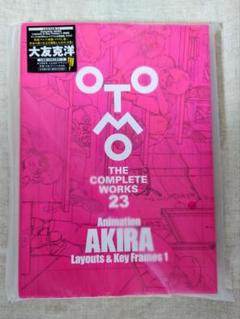 大友克洋
OTOMO
THE
COMPLETE
WORKS
23
Animation
AKIRA
Layouts & Key Frames 1